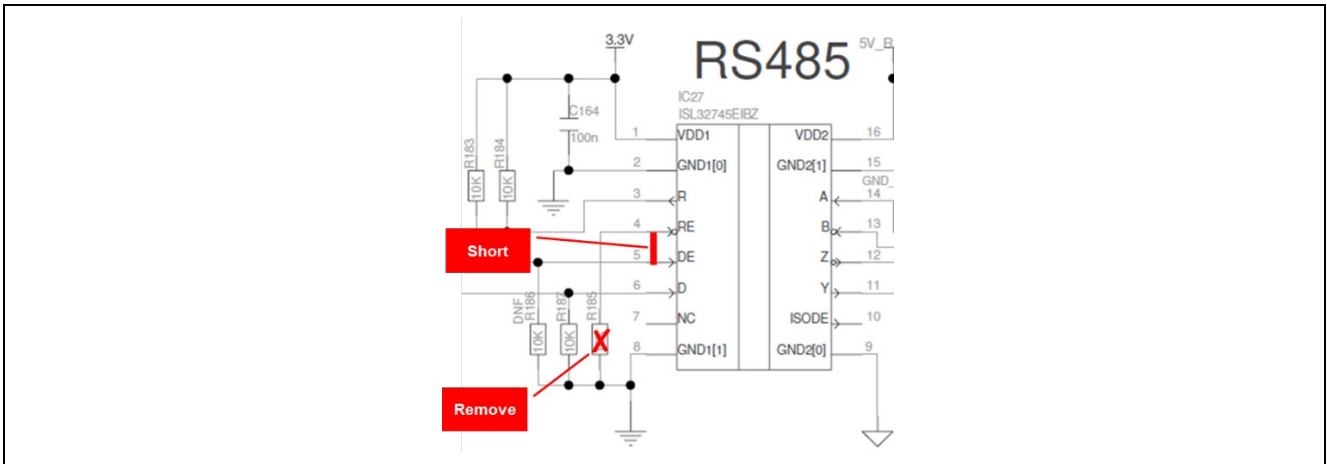 3.3V
RS485
5V_B
IC27
ISL32745EIBZ
C164
100n
R183
10K
R184
10K
1
VDD1
VDD2
16
2
GND1[0]
GND2[1]
15
GND_
3
R
A
14
4
RE
B
13
Short
5
DE
Z
12
6
D
Y
11
DNF
R186
10K
R187
10K
R185
X
7
NC
ISODE
10
8
GND1[1]
GND2[0]
9
Remove